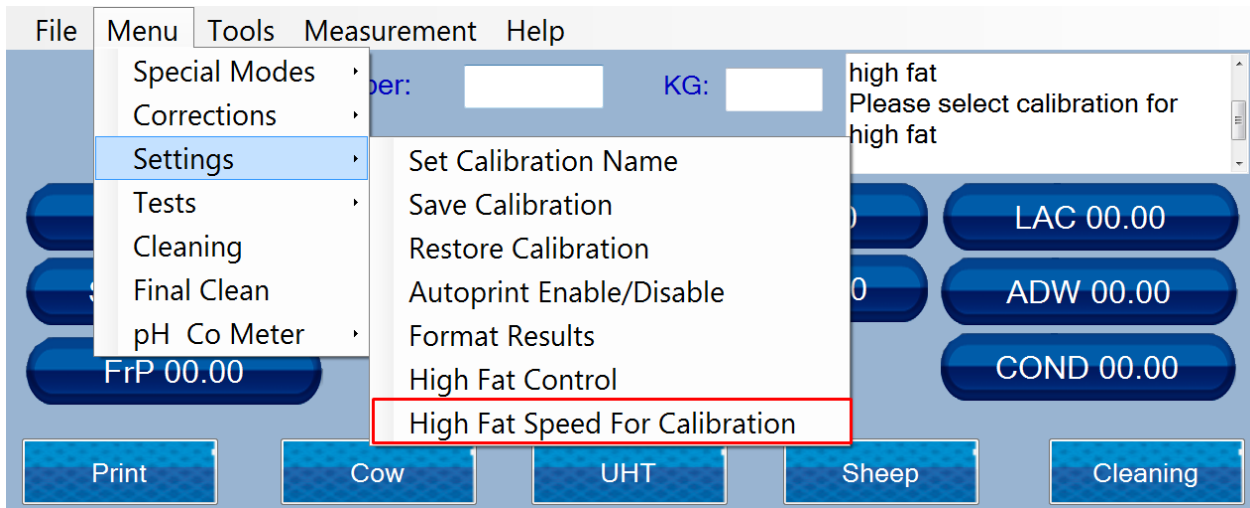 File Menu Tools Measurement Help
Special Modes
Corrections
Settings
Tests
Cleaning
Final Clean
pH Co Meter
KG:
high fat
Please select calibration for
high fat
Set Calibration Name
Save Calibration
Restore Calibration
Autoprint Enable/Disable
Format Results
High Fat Control
High Fat Speed For Calibration
LAC 00.00
ADW 00.00
FrP 00.00
COND 00.00
Print Cow UHT Sheep Cleaning